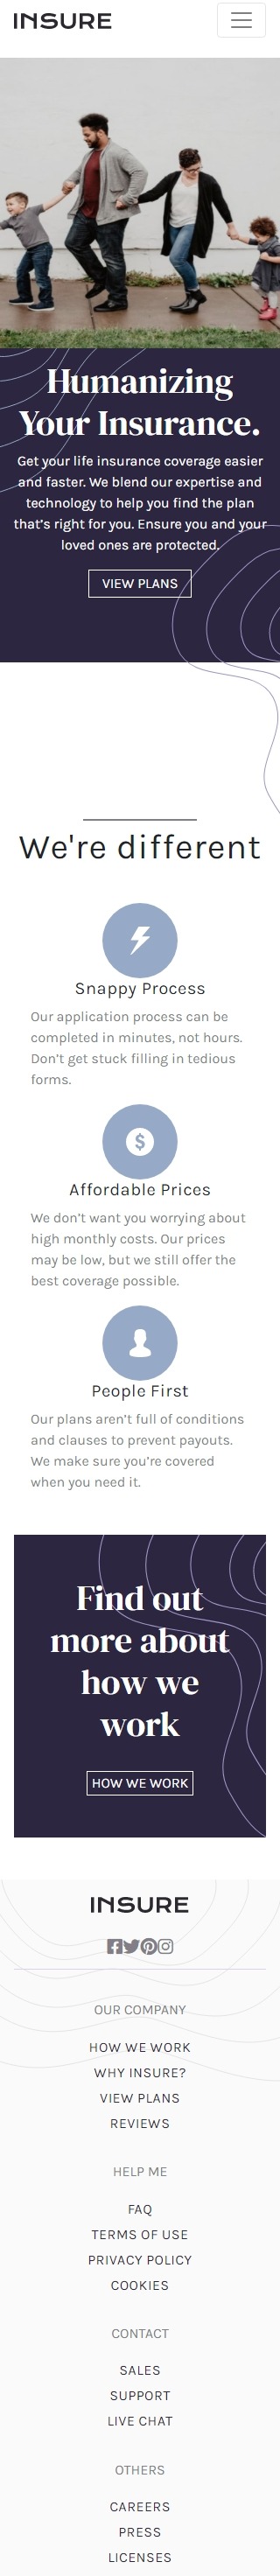 INSURE
Humanizing
Your Insurance.
Get your life insurance coverage easier
and faster. We blend our expertise and
technology to help you find the plan
that's right for you. Ensure you and your
loved ones are protected.
VIEW PLANS
We're different
Snappy Process
Our application process can be
completed in minutes, not hours.
Don't get stuck filling in tedious
forms.
Affordable Prices
We don't want you worrying about
high monthly costs. Our prices
may be low, but we still offer the
best coverage possible.
People First
Our plans aren't full of conditions
and clauses to prevent payouts.
We make sure you're covered
when you need it.
Find out
more about
how we
work
HOW WE WORK
INSURE
OUR COMPANY
HOW WE WORK
WHY INSURE?
VIEW PLANS
REVIEWS
HELP ME
FAQ
TERMS OF USE
PRIVACY POLICY
COOKIES
CONTACT
SALES
SUPPORT
LIVE CHAT
OTHERS
CAREERS
PRESS
LICENSES